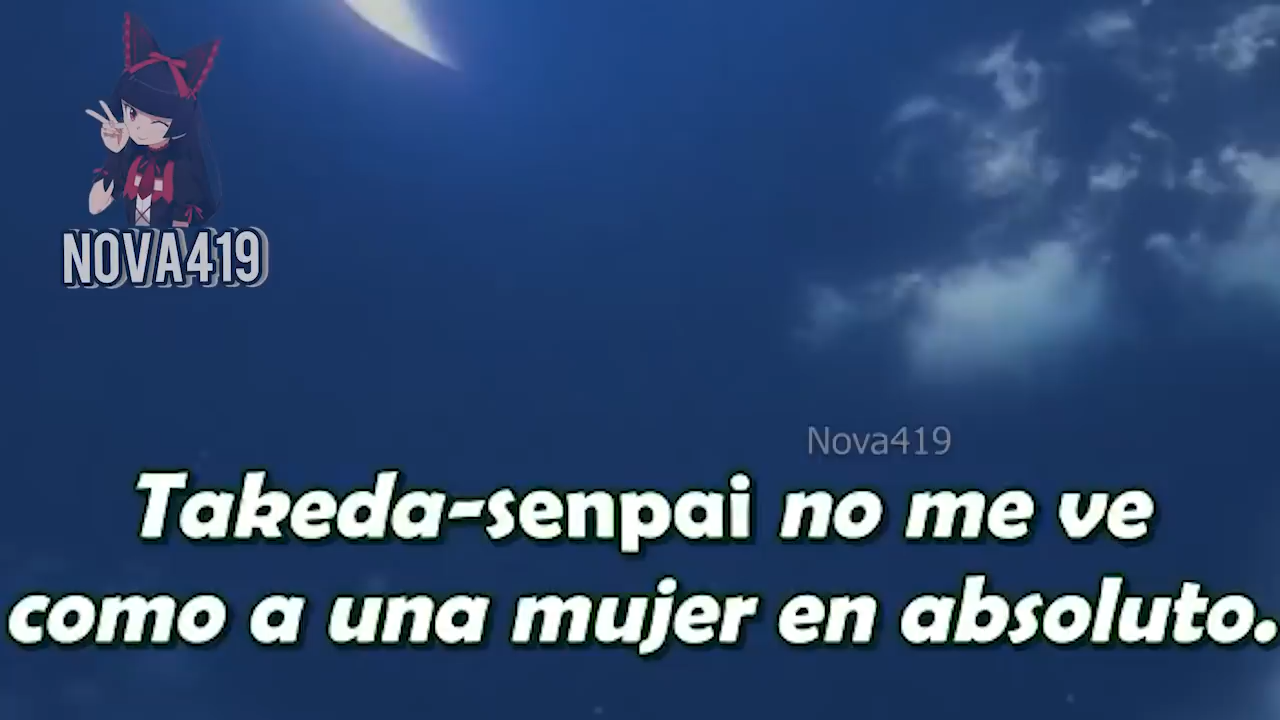 NOVA419
Nova419
Takeda-senpai no me ve
como a una mujer en absoluto.